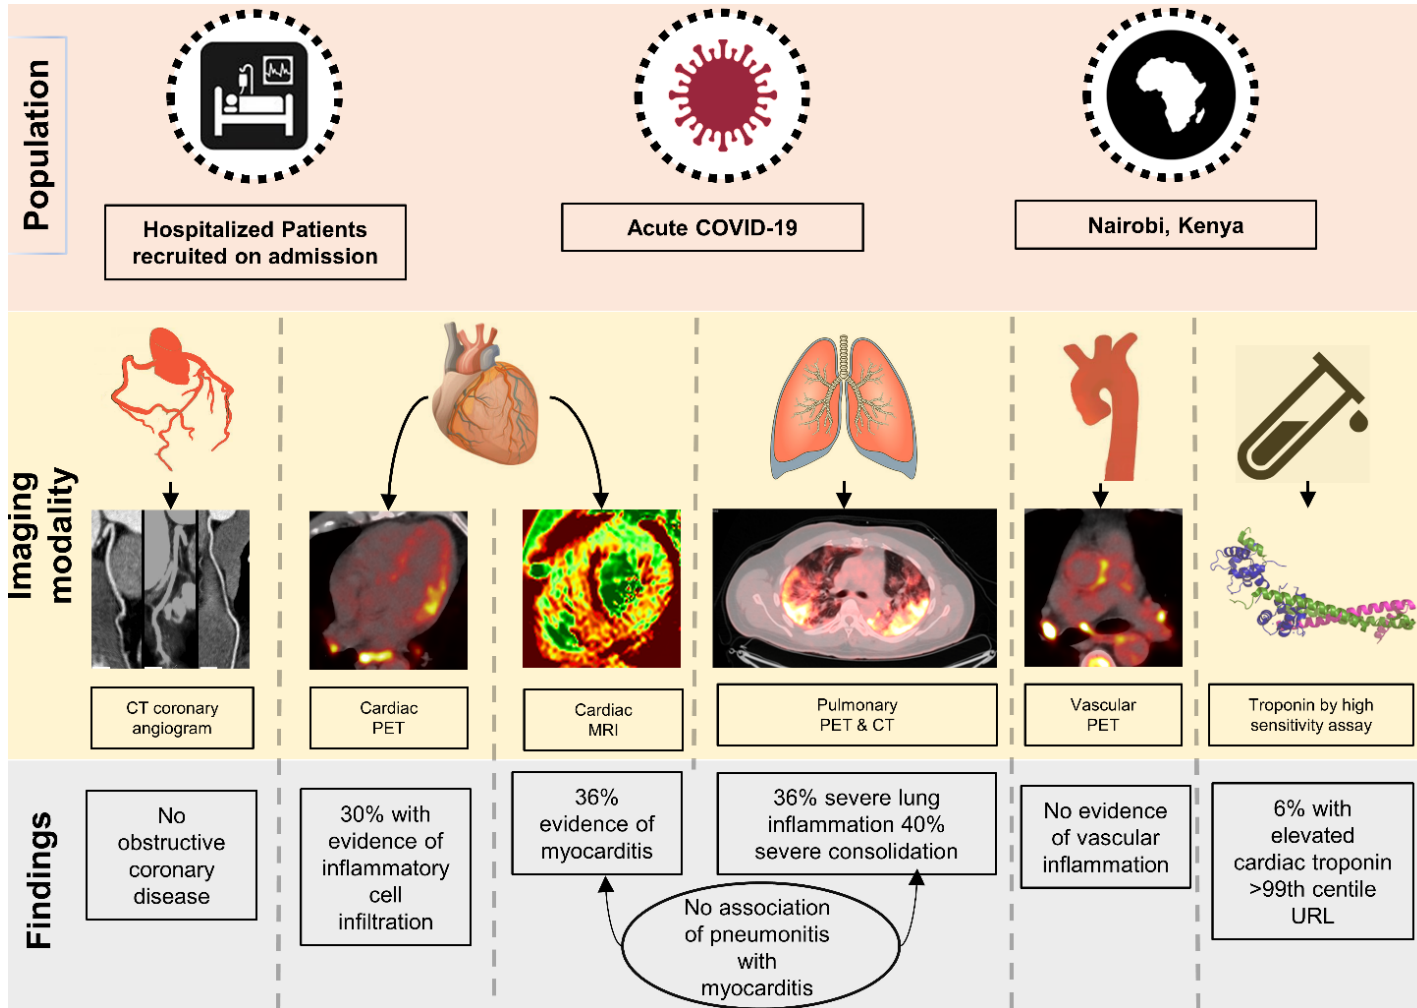 Population
Hospitalized Patients
recruited on admission
Acute COVID-19
Nairobi, Kenya
Imaging
modality
CT coronary
angiogram
Cardiac
PET
Cardiac
MRI
Pulmonary
PET & CT
Vascular
PET
Troponin by high
sensitivity assay
Findings
No
obstructive
coronary
disease
30% with
evidence of
inflammatory
cell
infiltration
36%
evidence of
myocarditis
36% severe lung
inflammation 40%
severe consolidation
No association
of pneumonitis
with
myocarditis
No evidence
of vascular
inflammation
6% with
elevated
cardiac troponin
>99th centile
URL